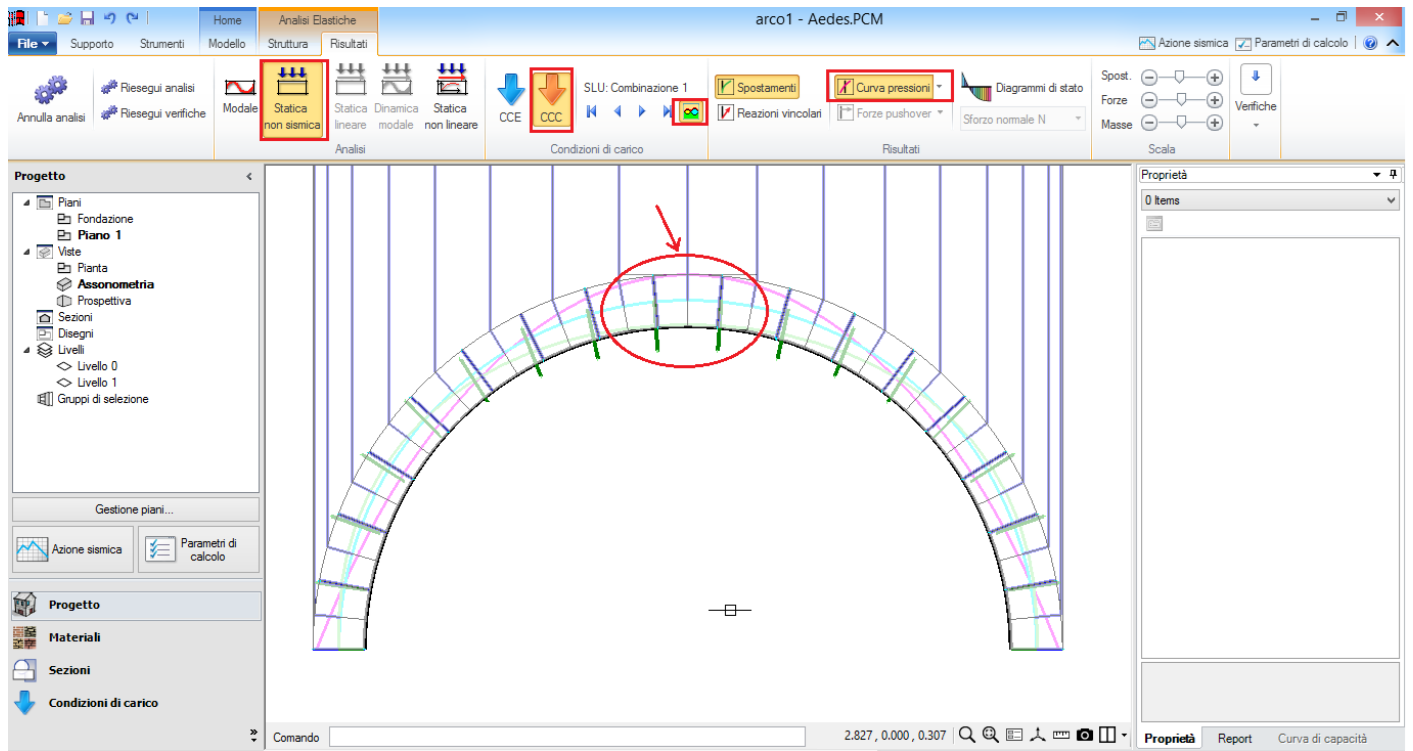 Home
Analisi Elastiche
arco1 - Aedes.PCM
File
Supporto
Strumenti
Modello
Struttura
Risultati
Azione sismica
Parametri di calcolo
Annulla analisi
Riesegui analisi
Riesegui verifiche
Modale
Statica
non sismica
Statica
lineare
Dinamica
modale
Statica
non lineare
Analisi
CCE
CCC
SLU: Combinazione 1
Condizioni di carico
Spostamenti
Reazioni vincolari
Curva pressioni
Forze pushover
Diagrammi di stato
Sforzo normale N
Risultati
Spost.
Forze
Masse
Scala
Verifiche
Progetto
Piani
Fondazione
Piano 1
Viste
Pianta
Assonometria
Prospettiva
Sezioni
Disegni
Livelli
Livello 0
Livello 1
Gruppi di selezione
Gestione piani...
Azione sismica
Parametri di
calcolo
Progetto
Materiali
Sezioni
Condizioni di carico
Comando
2.827 , 0.000 , 0.307
Proprietà
0 Items
Proprietà
Report
Curva di capacità